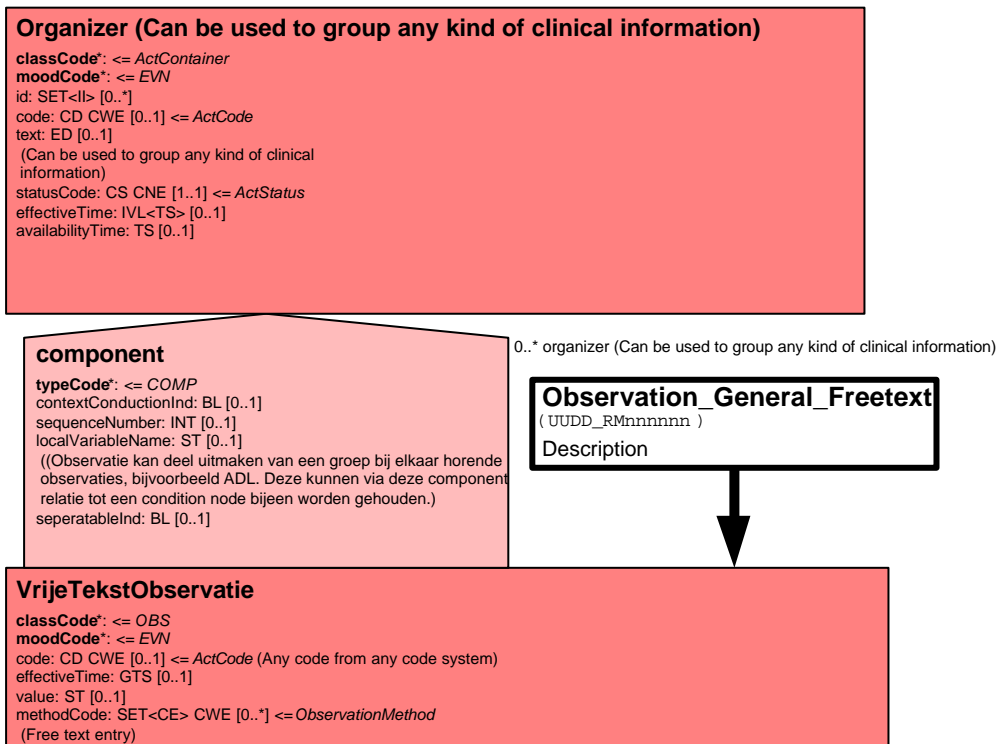 Organizer (Can be used to group any kind of clinical information)
classCode*: <= ActContainer
moodCode*: <= EVN
id: SET<II> [0..*]
code: CD CWE [0..1] <= ActCode
text: ED [0..1]
(Can be used to group any kind of clinical
information)
statusCode: CS CNE [1..1] <= ActStatus
effectiveTime: IVL<TS> [0..1]
availabilityTime: TS [0..1]
component
typeCode*: <= COMP
contextConductionInd: BL [0..1]
sequenceNumber: INT [0..1]
localVariableName: ST [0..1]
((Observatie kan deel uitmaken van een groep bij elkaar horende
observaties, bijvoorbeeld ADL. Deze kunnen via deze component
relatie tot een condition node bijeen worden gehouden.)
seperatableInd: BL [0..1]
0..* organizer (Can be used to group any kind of clinical information)
Observation_General_Freetext
(UUDD_RMnnnnnn )
Description
VrijeTekstObservatie
classCode*: <= OBS
moodCode*: <= EVN
code: CD CWE [0..1] <= ActCode (Any code from any code system)
effectiveTime: GTS [0..1]
value: ST [0..1]
methodCode: SET<CE> CWE [0..*] <= ObservationMethod
(Free text entry)